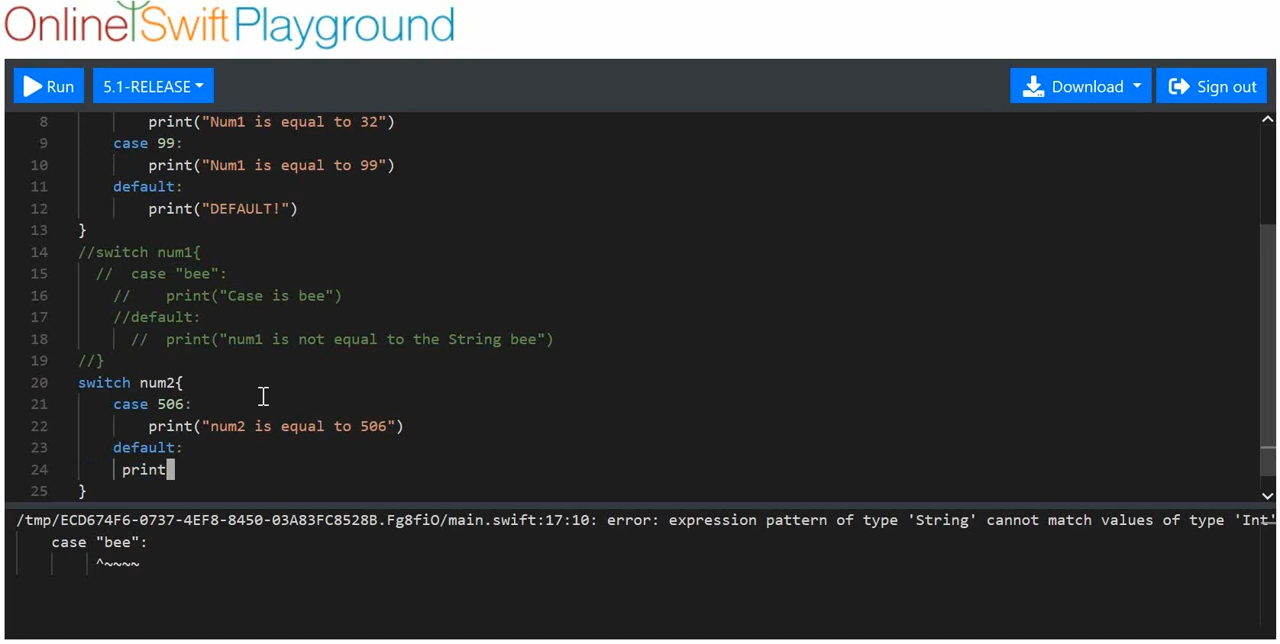 OnlineSwiftPlayground
Run 5.1-RELEASE Download Sign out
8 print("Num1 is equal to 32")
9 case 99:
10 print("Num1 is equal to 99")
11 default:
12 print("DEFAULT!")
13 }
14 //switch num1{
15 // case "bee":
16 // print("Case is bee")
17 //default:
18 // print("num1 is not equal to the String bee")
19 //}
20 switch num2{
21 case 506:
22 print("num2 is equal to 506")
23 default:
24 print
25 }
/tmp/ECD674F6-0737-4EF8-8450-03A83FC8528B.Fg8fiO/main.swift:17:10: error: expression pattern of type 'String' cannot match values of type 'Int'
case "bee":
^~~~~